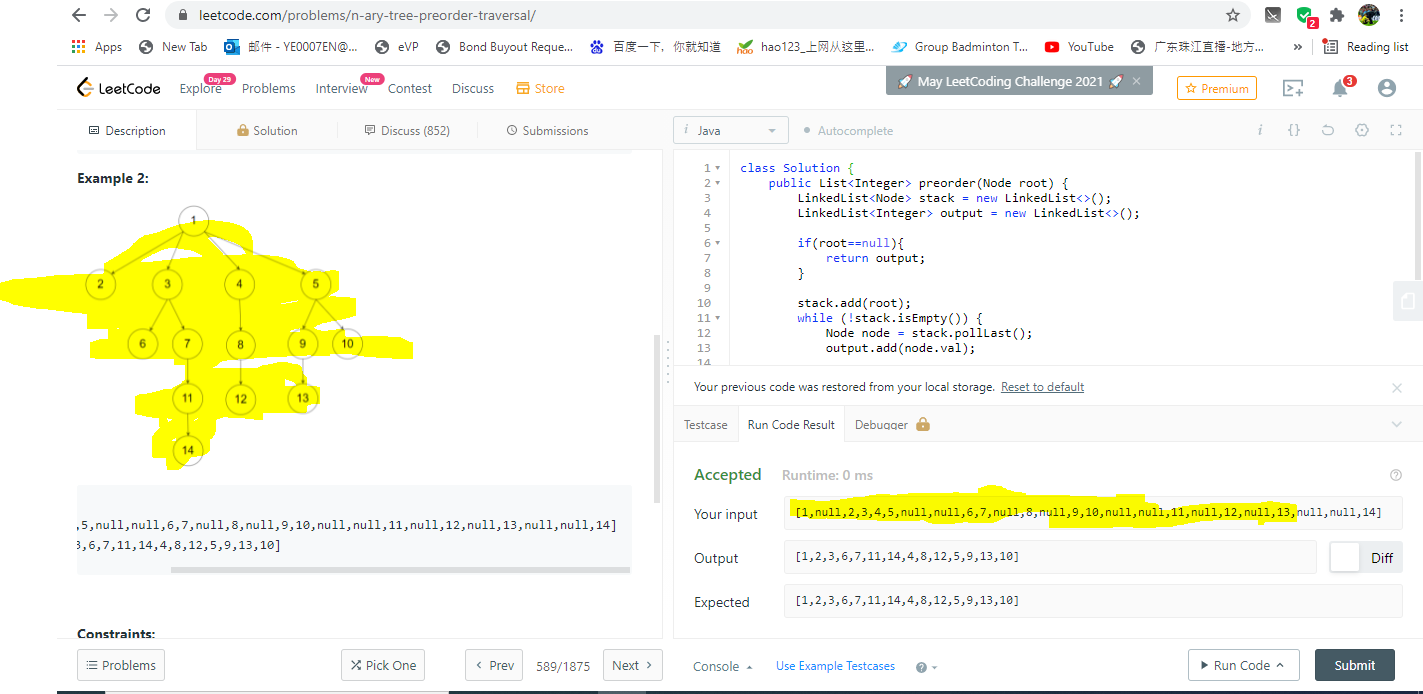 leetcode.com/problems/n-ary-tree-preorder-traversal/
2
Apps New Tab 邮件 - YE0007EN@... eVP Bond Buyout Reque... 百度一下，你就知道 hao123_上网从这里... Group Badminton T... YouTube 广东珠江直播-地方... » Reading list
LeetCode Explore Day 29 Problems Interview New Contest Discuss Store
May LeetCoding Challenge 2021 Premium 3
Description Solution Discuss (852) Submissions
i Java Autocomplete
Example 2:
1
2 3 4 5
6 7 8 9 10
11 12 13
14
,5,null,null,6,7,null,8,null,9,10,null,null,11,null,12,null,13,null,null,14]
3,6,7,11,14,4,8,12,5,9,13,10]
Constraints:
1 class Solution {
2 public List<Integer> preorder(Node root) {
3 LinkedList<Node> stack = new LinkedList<>();
4 LinkedList<Integer> output = new LinkedList<>();
5
6 if(root==null){
7 return output;
8 }
9
10 stack.add(root);
11 while (!stack.isEmpty()) {
12 Node node = stack.pollLast();
13 output.add(node.val);
14
Your previous code was restored from your local storage. Reset to default
Testcase Run Code Result Debugger
Accepted Runtime: 0 ms
Your input [1,null,2,3,4,5,null,null,6,7,null,8,null,9,10,null,null,11,null,12,null,13,null,null,14]
Output [1,2,3,6,7,11,14,4,8,12,5,9,13,10] Diff
Expected [1,2,3,6,7,11,14,4,8,12,5,9,13,10]
Problems Pick One Prev 589/1875 Next
Console Use Example Testcases Run Code Submit